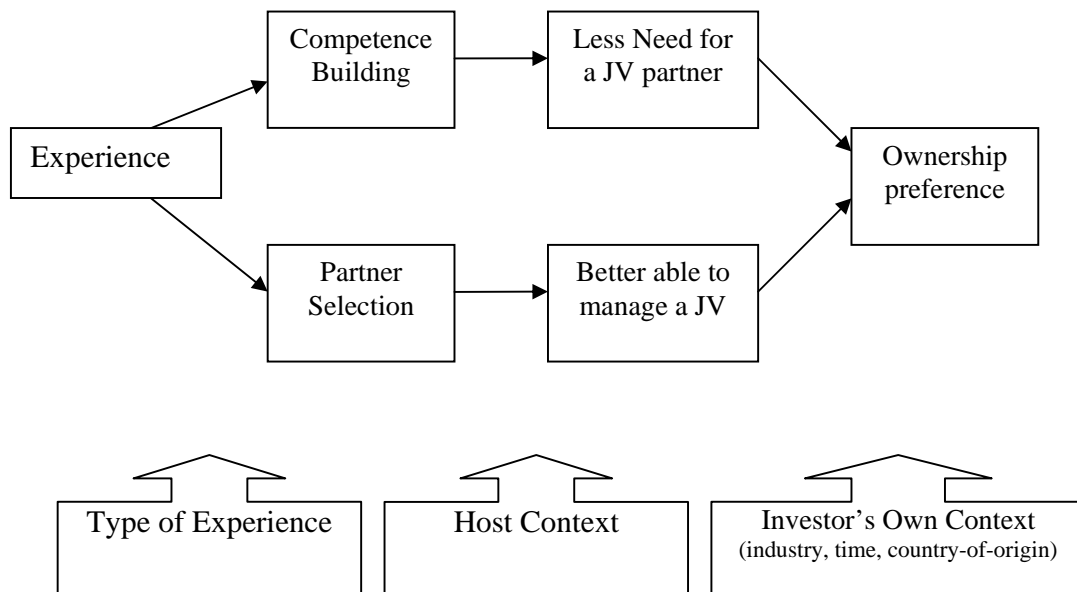 Competence
Building
Less Need for
a JV partner
Experience
Ownership
preference
Partner
Selection
Better able to
manage a JV
Type of Experience
Host Context
Investor’s Own Context
(industry, time, country-of-origin)